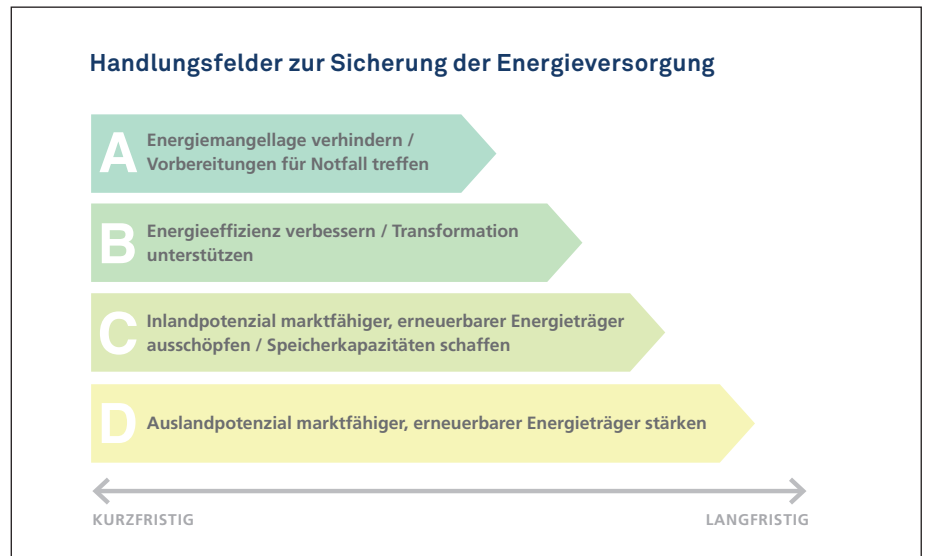 Handlungsfelder zur Sicherung der Energieversorgung
A
Energiemangellage verhindern /
Vorbereitungen für Notfall treffen
B
Energieeffizienz verbessern / Transformation
unterstützen
C
Inlandpotenzial marktfähiger, erneuerbarer Energieträger
ausschöpfen / Speicherkapazitäten schaffen
D
Auslandpotenzial marktfähiger, erneuerbarer Energieträger stärken
KURZFRISTIG
LANGFRISTIG